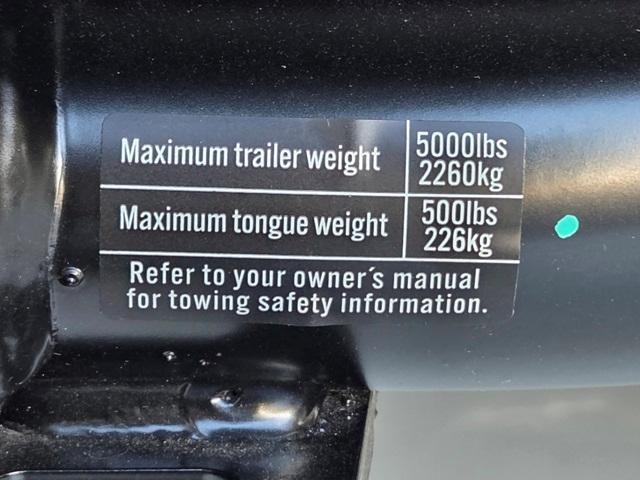 Maximum trailer weight 5000lbs
2260kg
Maximum tongue weight 500lbs
226kg
Refer to your owner´s manual
for towing safety information.